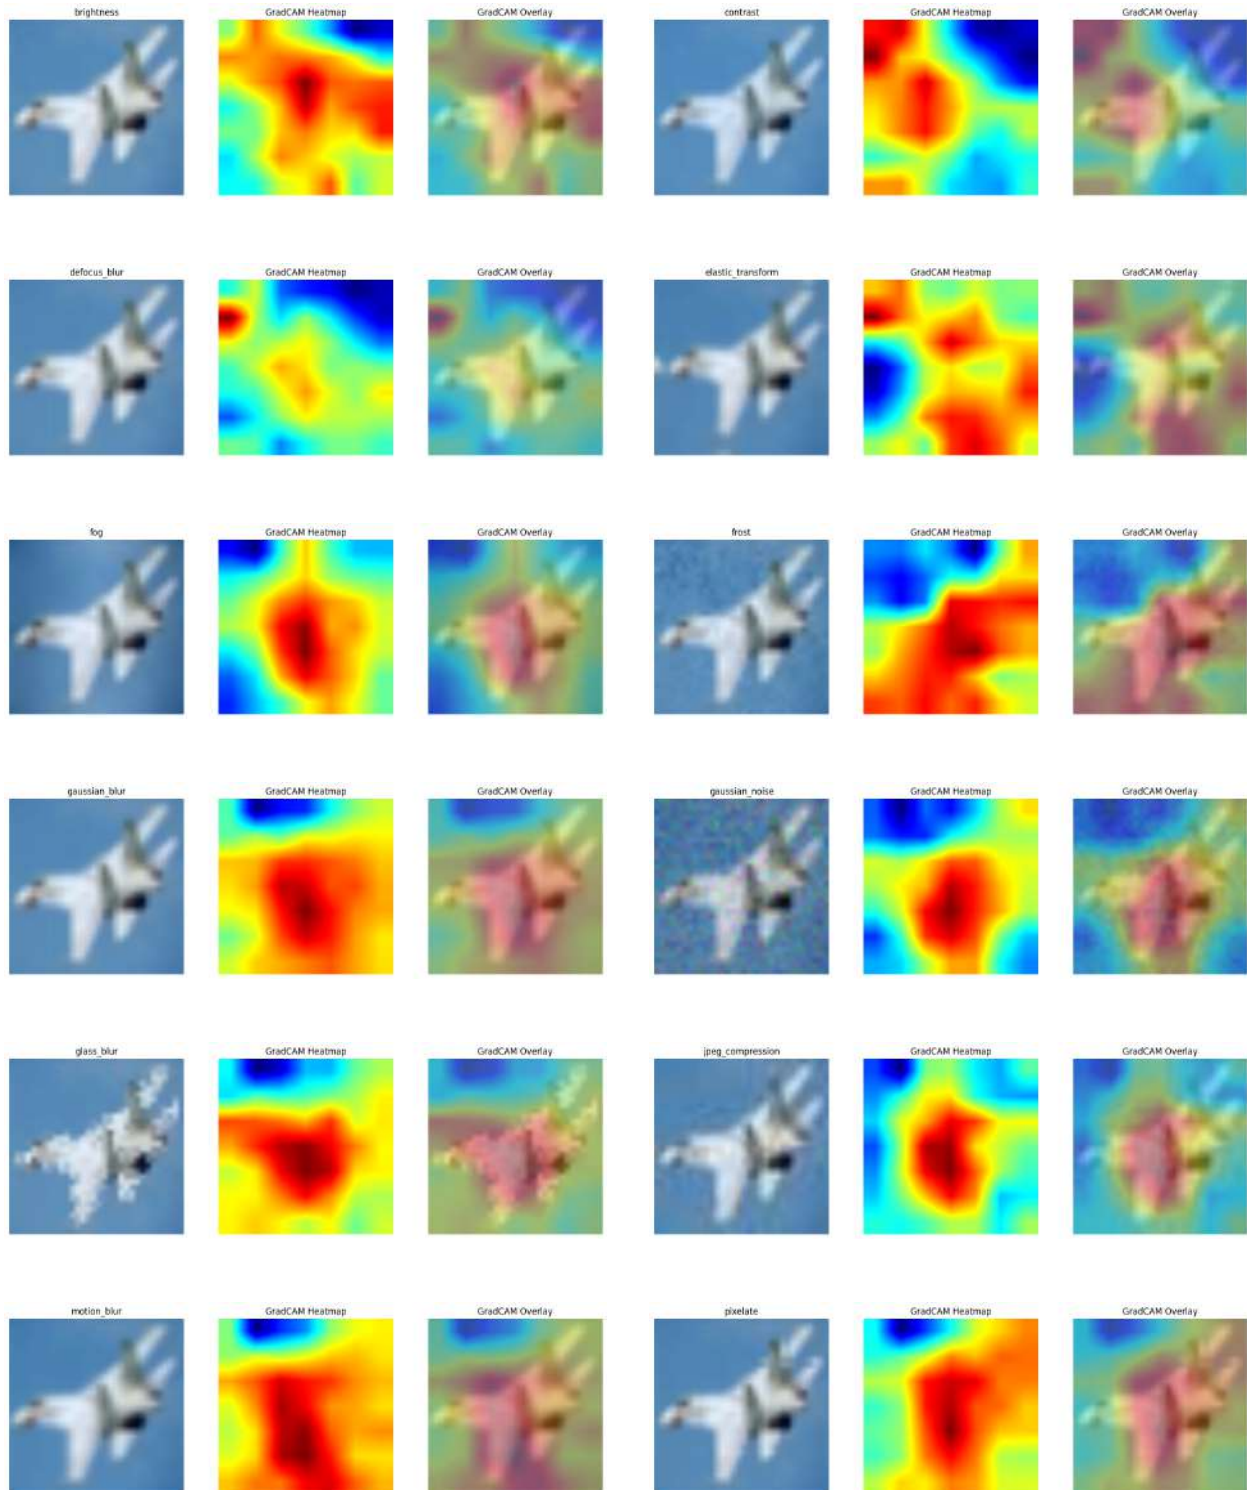 brightness GradCAM Heatmap GradCAM Overlay contrast GradCAM Heatmap GradCAM Overlay
defocus_blur GradCAM Heatmap GradCAM Overlay elastic_transform GradCAM Heatmap GradCAM Overlay
fog GradCAM Heatmap GradCAM Overlay frost GradCAM Heatmap GradCAM Overlay
gaussian_blur GradCAM Heatmap GradCAM Overlay gaussian_noise GradCAM Heatmap GradCAM Overlay
glass_blur GradCAM Heatmap GradCAM Overlay jpeg_compression GradCAM Heatmap GradCAM Overlay
motion_blur GradCAM Heatmap GradCAM Overlay pixelate GradCAM Heatmap GradCAM Overlay